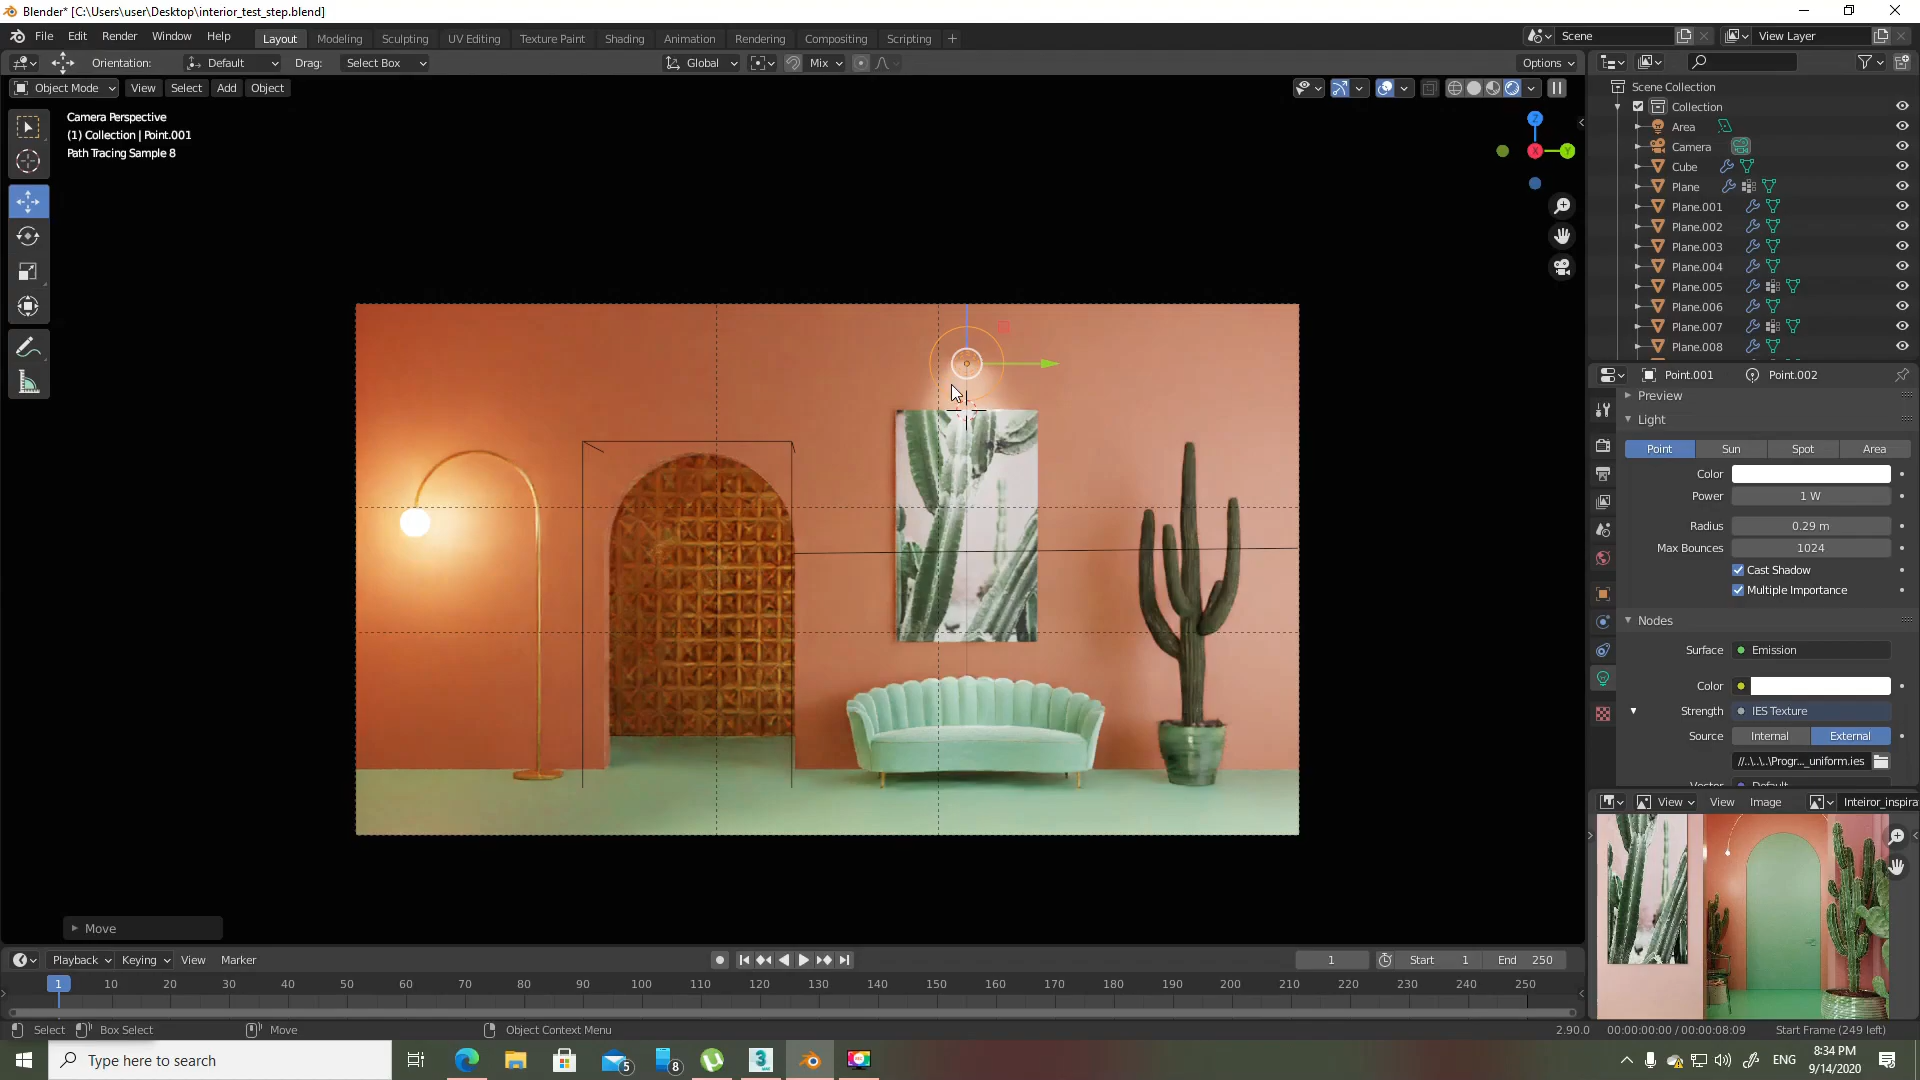 Blender* [C:\Users\user\Desktop\interior_test_step.blend]
File Edit Render Window Help
Layout Modeling Sculpting UV Editing Texture Paint Shading Animation Rendering Compositing Scripting +
Scene
View Layer
Orientation: Default Drag: Select Box
Global
Mix
Options
Object Mode View Select Add Object
Camera Perspective
(1) Collection | Point.001
Path Tracing Sample 8
Z
X
Y
Scene Collection
Collection
Area
Camera
Cube
Plane
Plane.001
Plane.002
Plane.003
Plane.004
Plane.005
Plane.006
Plane.007
Plane.008
Point.001 Point.002
Preview
Light
Point Sun Spot Area
Color
Power 1 W
Radius 0.29 m
Max Bounces 1024
Cast Shadow
Multiple Importance
Nodes
Surface Emission
Color
Strength IES Texture
Source Internal External
//..\..\..\Progr..._uniform.ies
Vector Default
View View Image Inteiror_inspira
Move
Playback Keying View Marker
1 Start 1 End 250
1 10 20 30 40 50 60 70 80 90 100 110 120 130 140 150 160 170 180 190 200 210 220 230 240 250
Select Box Select Move Object Context Menu
2.90.0 00:00:00:00 / 00:00:08:09 Start Frame (249 left)
Type here to search
5
8
3
ENG
8:34 PM
9/14/2020